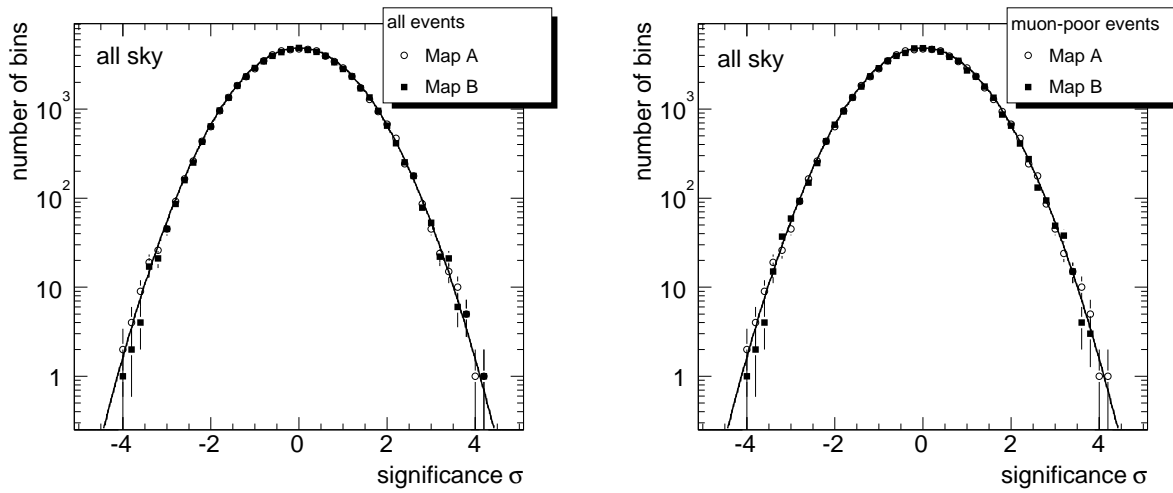 all events
Map A
Map B
all sky
number of bins
10³
10²
10
1
-4 -2 0 2 4
significance σ
muon-poor events
Map A
Map B
all sky
number of bins
10³
10²
10
1
-4 -2 0 2 4
significance σ